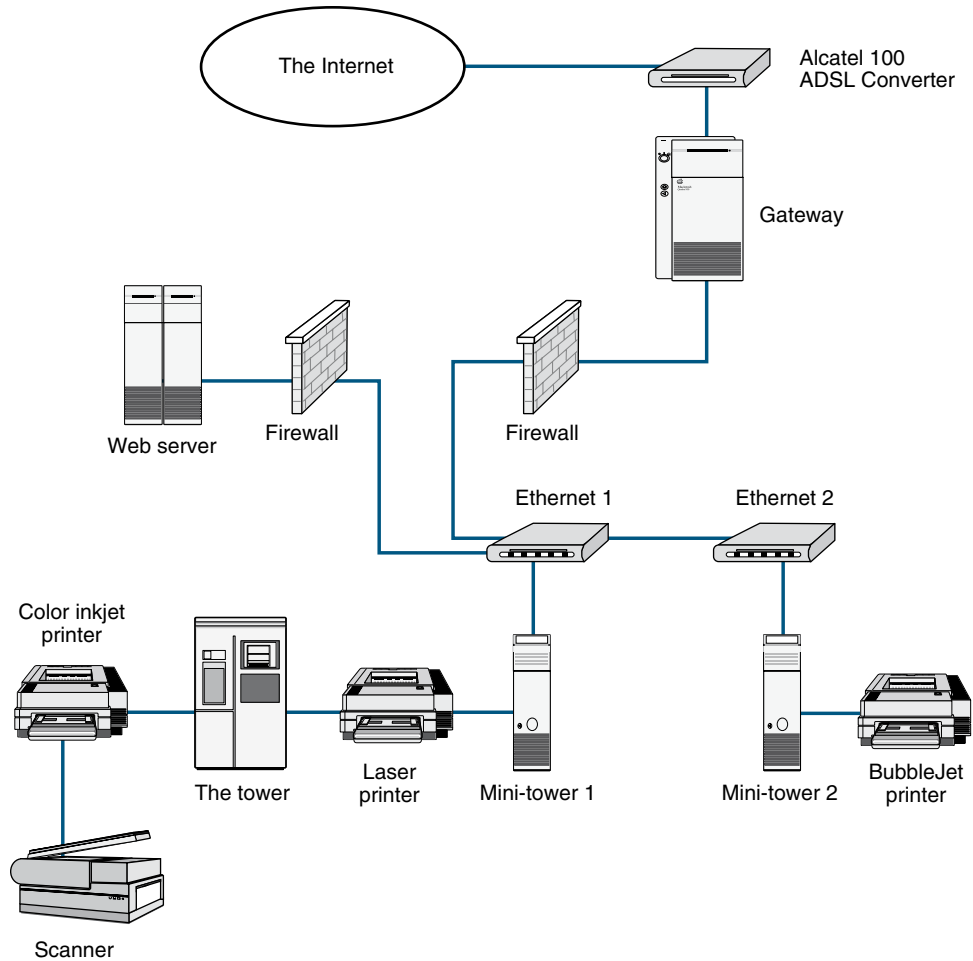 The Internet
Alcatel 100
ADSL Converter
Gateway
Web server
Firewall
Firewall
Ethernet 1
Ethernet 2
Color inkjet
printer
The tower
Laser
printer
Mini-tower 1
Mini-tower 2
BubbleJet
printer
Scanner